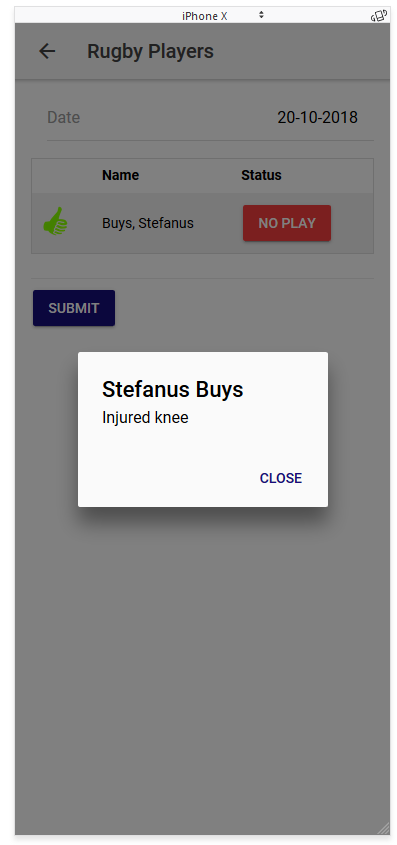 iPhone X
Rugby Players
Date 20-10-2018
Name Status
Buys, Stefanus NO PLAY
SUBMIT
Stefanus Buys
Injured knee
CLOSE